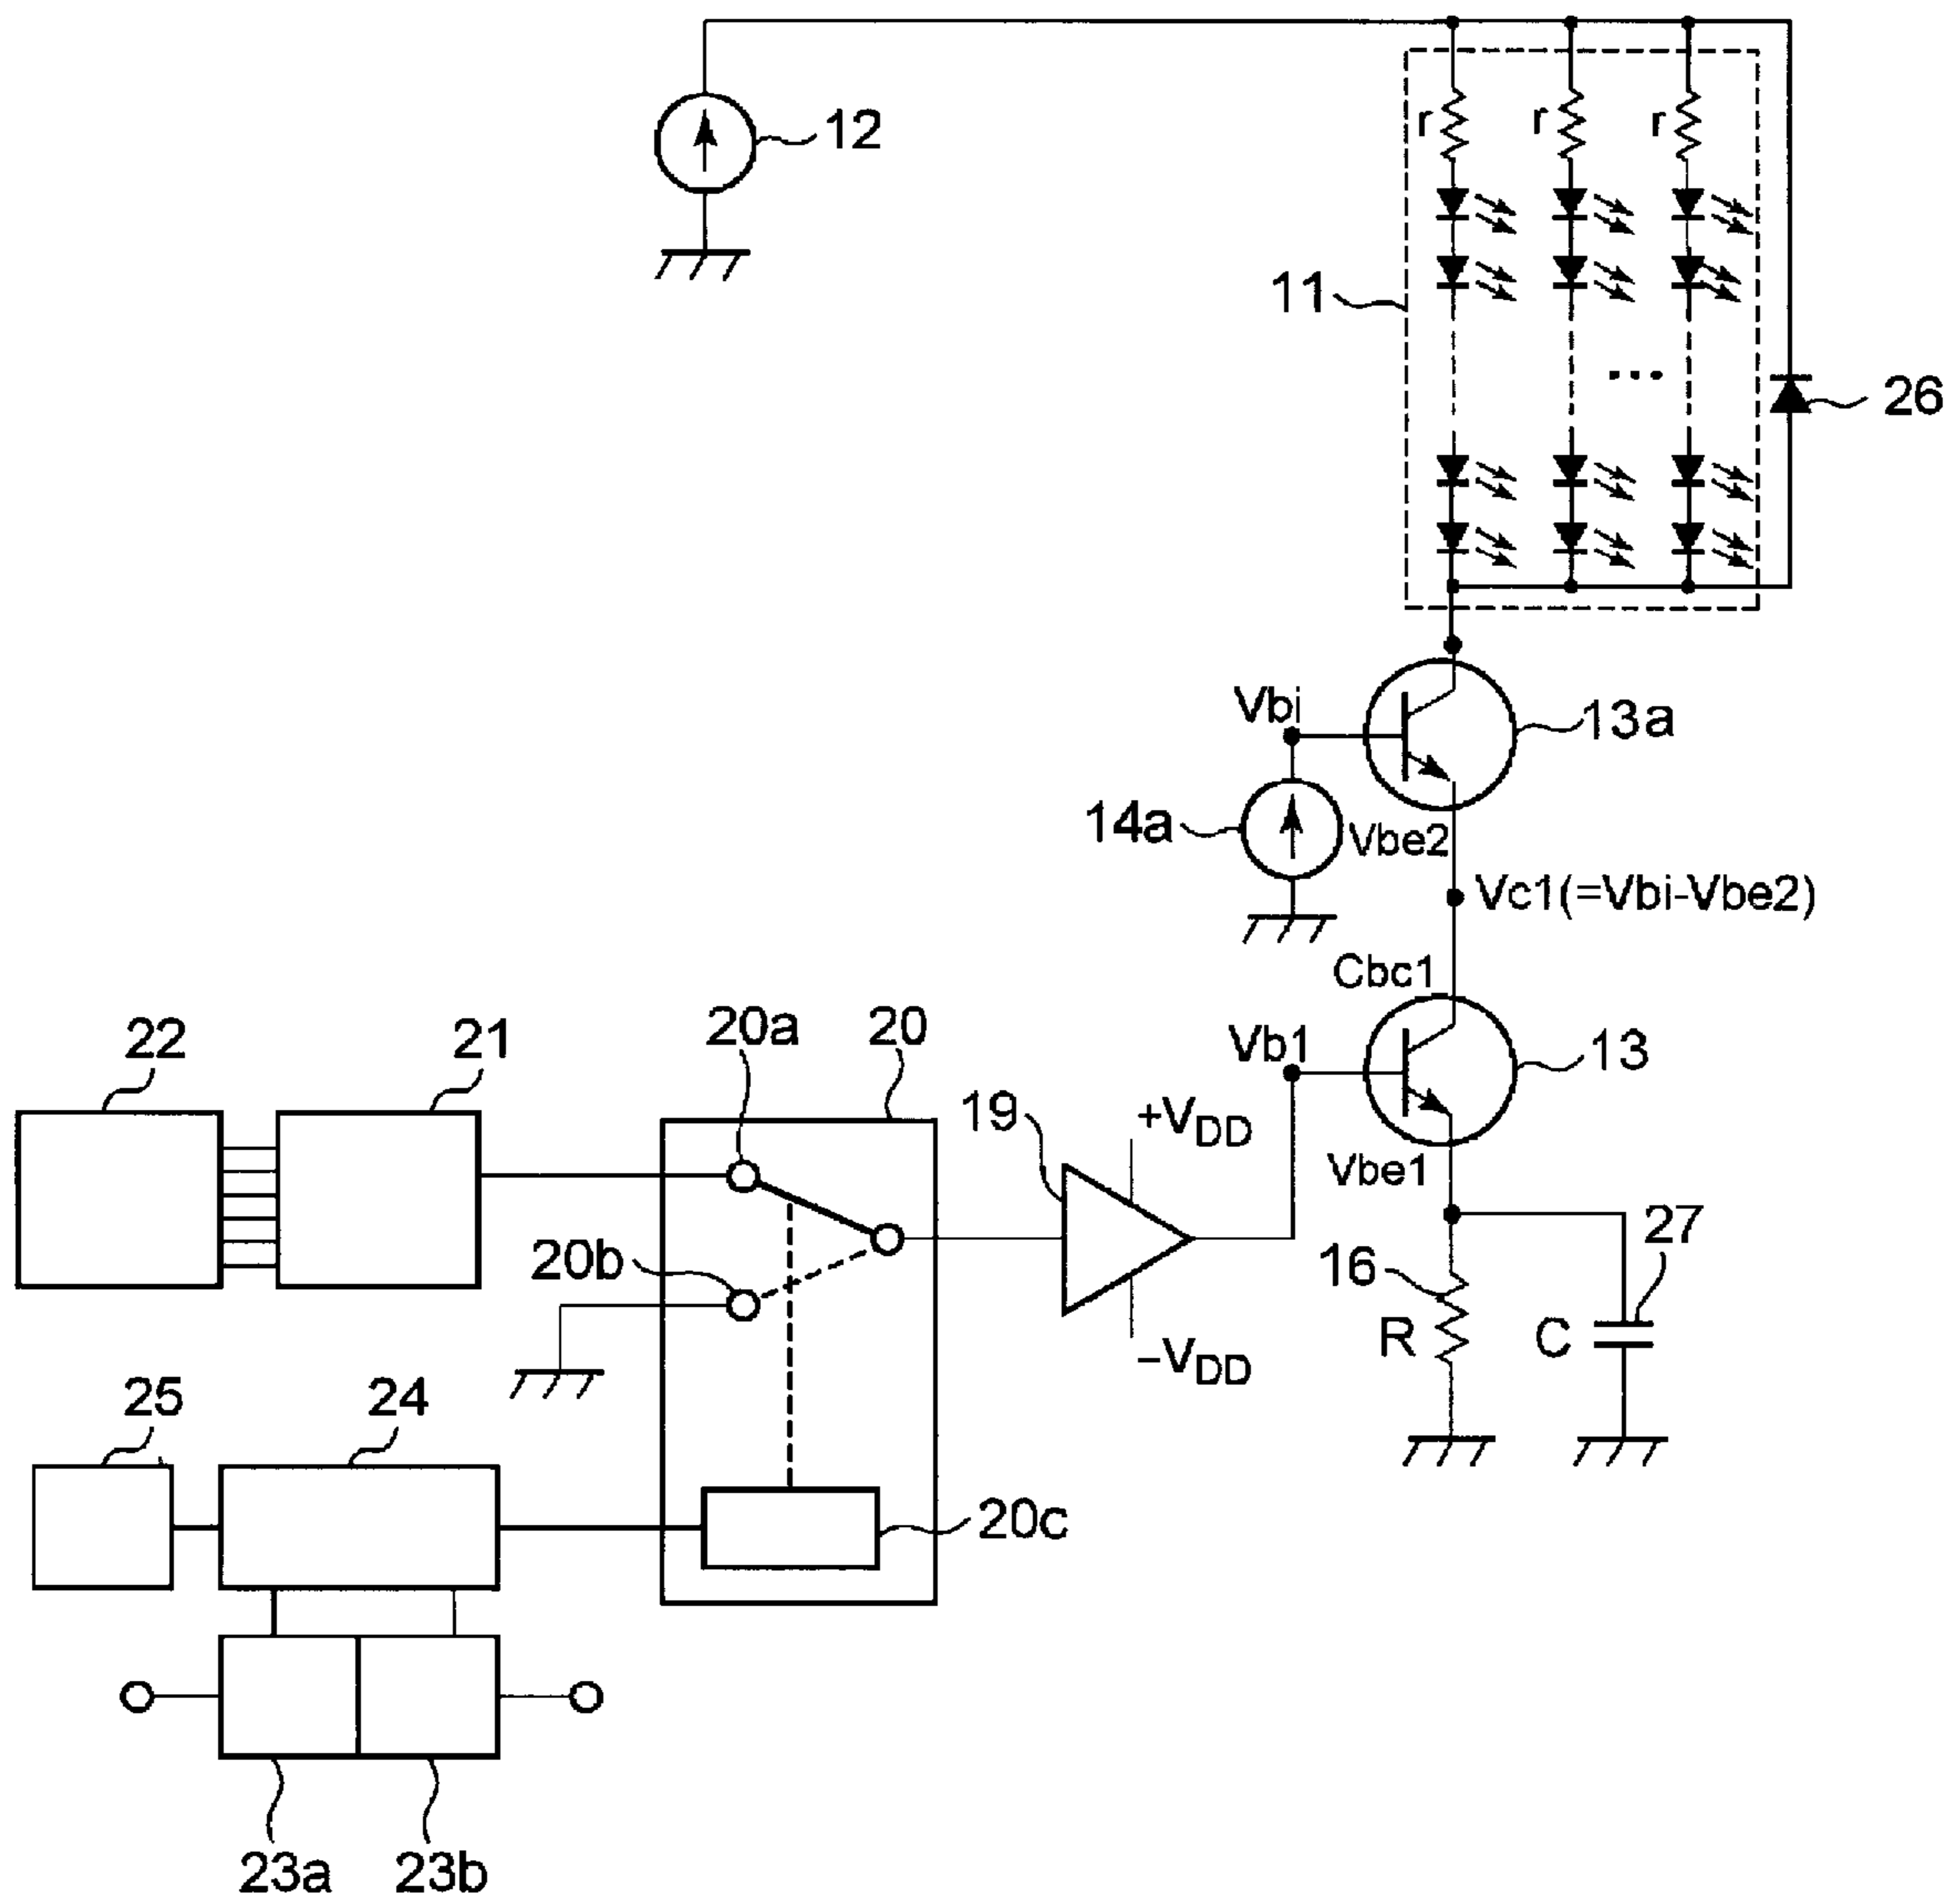 12
r r r
11
...
26
Vbi
13a
14a
Vbe2
Vc1(=Vbi-Vbe2)
Cbc1
22
21
20a
20
Vb1
13
19
+VDD
Vbe1
20b
16
27
R
C
-VDD
25
24
20c
23a
23b